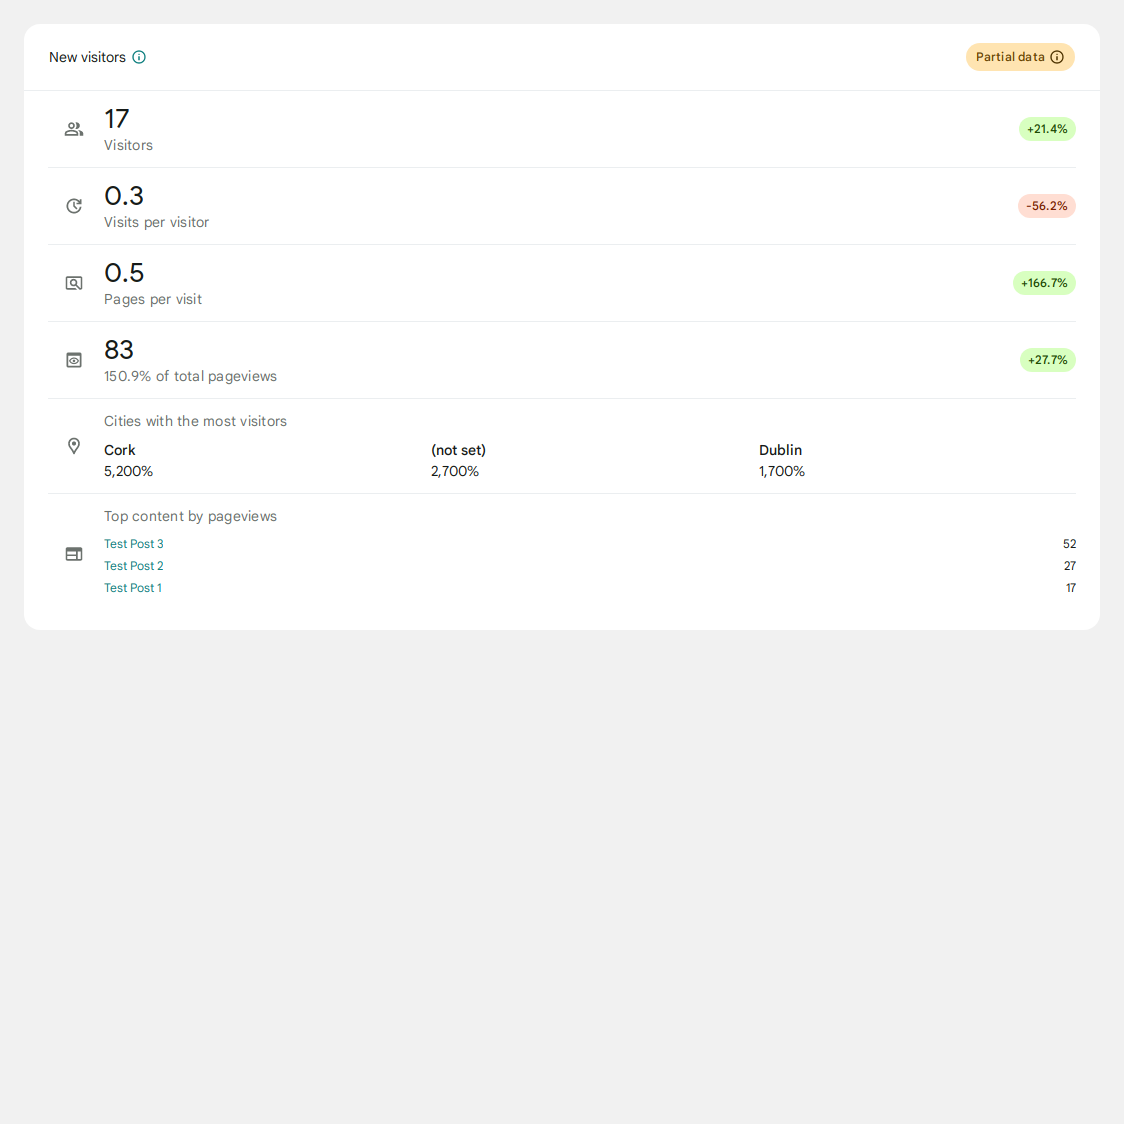 New visitors
Partial data
17
Visitors
+21.4%
0.3
Visits per visitor
-56.2%
0.5
Pages per visit
+166.7%
83
150.9% of total pageviews
+27.7%
Cities with the most visitors
Cork (not set) Dublin
5,200% 2,700% 1,700%
Top content by pageviews
Test Post 3 52
Test Post 2 27
Test Post 1 17